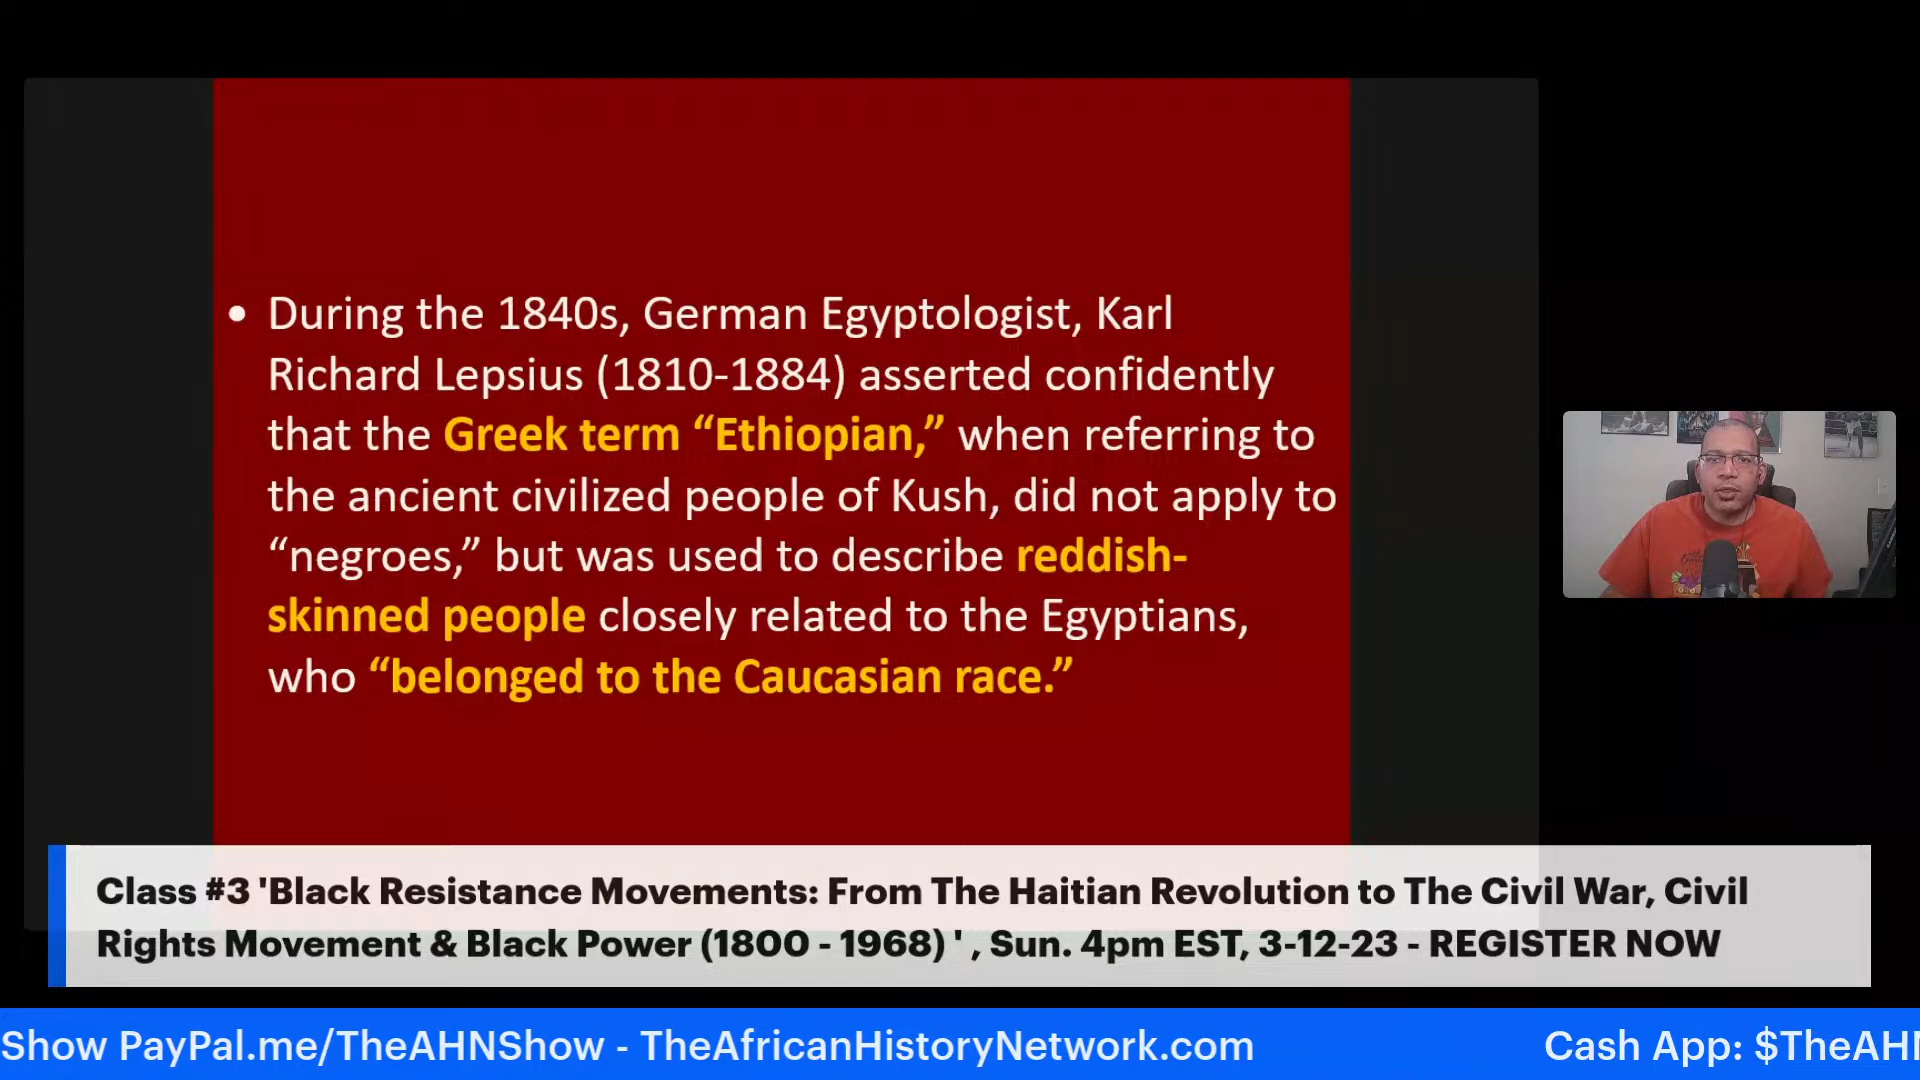 • During the 1840s, German Egyptologist, Karl
Richard Lepsius (1810-1884) asserted confidently
that the Greek term “Ethiopian,” when referring to
the ancient civilized people of Kush, did not apply to
“negroes,” but was used to describe reddish-
skinned people closely related to the Egyptians,
who “belonged to the Caucasian race.”
Class #3 'Black Resistance Movements: From The Haitian Revolution to The Civil War, Civil
Rights Movement & Black Power (1800 - 1968) ' , Sun. 4pm EST, 3-12-23 - REGISTER NOW
Show PayPal.me/TheAHNShow - TheAfricanHistoryNetwork.com Cash App: $TheAHN